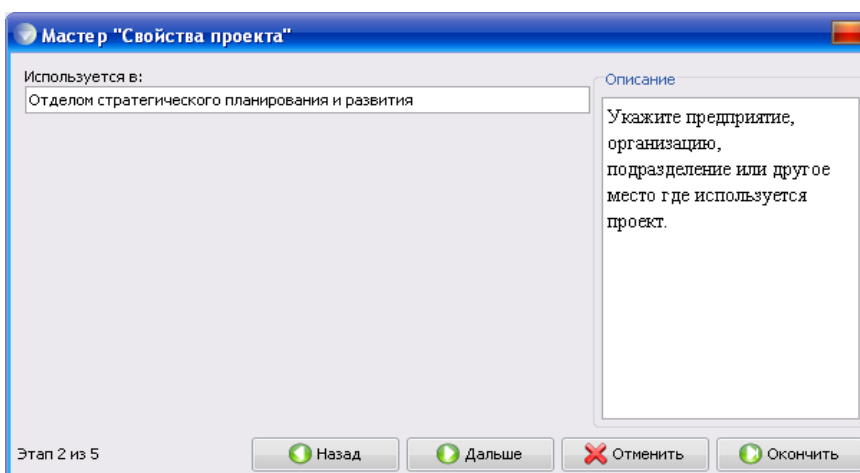 Мастер "Свойства проекта"
Используется в:
Отделом стратегического планирования и развития
Описание
Укажите предприятие,
организацию,
подразделение или другое
место где используется
проект.
Этап 2 из 5
Назад
Дальше
Отменить
Окончить